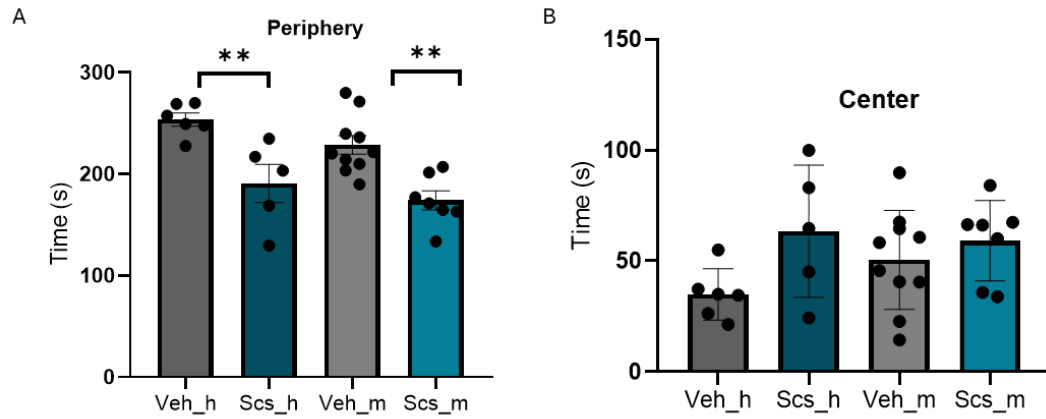 A
Periphery
** **
300
200
100
0
Time (s)
Veh_h Scs_h Veh_m Scs_m
B
Center
150
100
50
0
Time (s)
Veh_h Scs_h Veh_m Scs_m